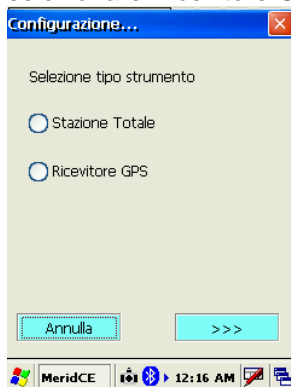 Configurazione...
Selezione tipo strumento
Stazione Totale
Ricevitore GPS
Annulla
>>>
MeridCE
12:16 AM